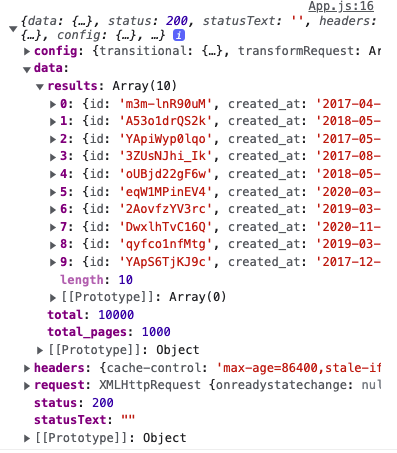 App.js:16
{data: {…}, status: 200, statusText: '', headers:
{…}, config: {…}, …} i
config: {transitional: {…}, transformRequest: Ar
data:
results: Array(10)
0: {id: 'm3m-lnR90uM', created_at: '2017-04-
1: {id: 'A53o1drQS2k', created_at: '2018-05-
2: {id: 'YApiWyp0lqo', created_at: '2017-05-
3: {id: '3ZUsNJhi_Ik', created_at: '2017-08-
4: {id: 'oUBjd22gF6w', created_at: '2018-05-
5: {id: 'eqW1MPinEV4', created_at: '2020-03-
6: {id: '2AovfzYV3rc', created_at: '2019-03-
7: {id: 'DwxlhTvC16Q', created_at: '2020-11-
8: {id: 'qyfco1nfMtg', created_at: '2019-03-
9: {id: 'YApS6TjKJ9c', created_at: '2017-12-
length: 10
[[Prototype]]: Array(0)
total: 10000
total_pages: 1000
[[Prototype]]: Object
headers: {cache-control: 'max-age=86400,stale-if
request: XMLHttpRequest {onreadystatechange: nul
status: 200
statusText: ""
[[Prototype]]: Object